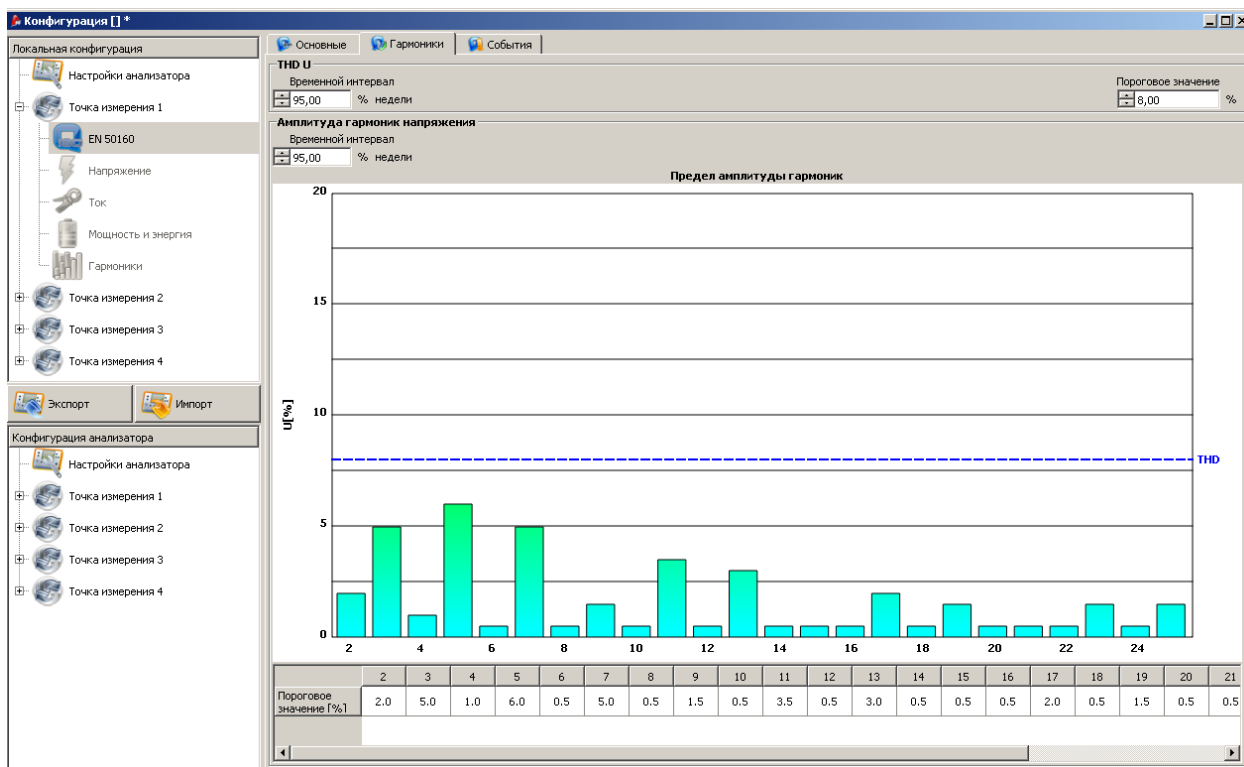 Конфигурация [] *
Локальная конфигурация
Настройки анализатора
Точка измерения 1
EN 50160
Напряжение
Ток
Мощность и энергия
Гармоники
Точка измерения 2
Точка измерения 3
Точка измерения 4
Экспорт Импорт
Конфигурация анализатора
Настройки анализатора
Точка измерения 1
Точка измерения 2
Точка измерения 3
Точка измерения 4
Основные Гармоники События
THD U
Временной интервал Пороговое значение
95,00 % недели 8,00 %
Амплитуда гармоник напряжения
Временной интервал
95,00 % недели
Предел амплитуды гармоник
20
15
10
5
0
U[%]
THD
2 4 6 8 10 12 14 16 18 20 22 24
2 3 4 5 6 7 8 9 10 11 12 13 14 15 16 17 18 19 20 21
Пороговое
значение [%] 2.0 5.0 1.0 6.0 0.5 5.0 0.5 1.5 0.5 3.5 0.5 3.0 0.5 0.5 0.5 2.0 0.5 1.5 0.5 0.5